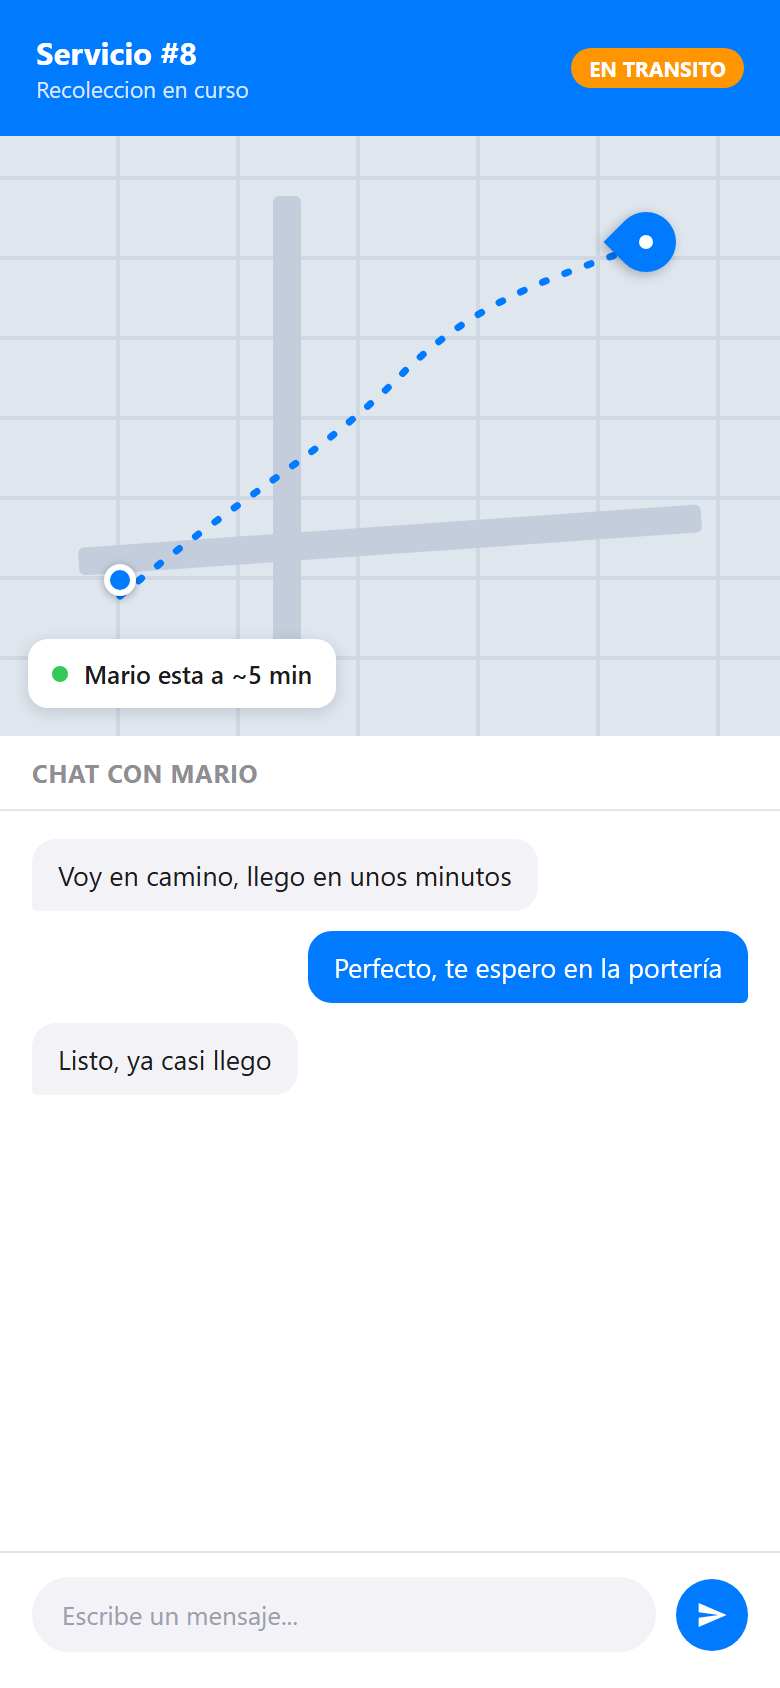 Servicio #8
Recoleccion en curso
EN TRANSITO
Mario esta a ~5 min
CHAT CON MARIO
Voy en camino, llego en unos minutos
Perfecto, te espero en la portería
Listo, ya casi llego
Escribe un mensaje...